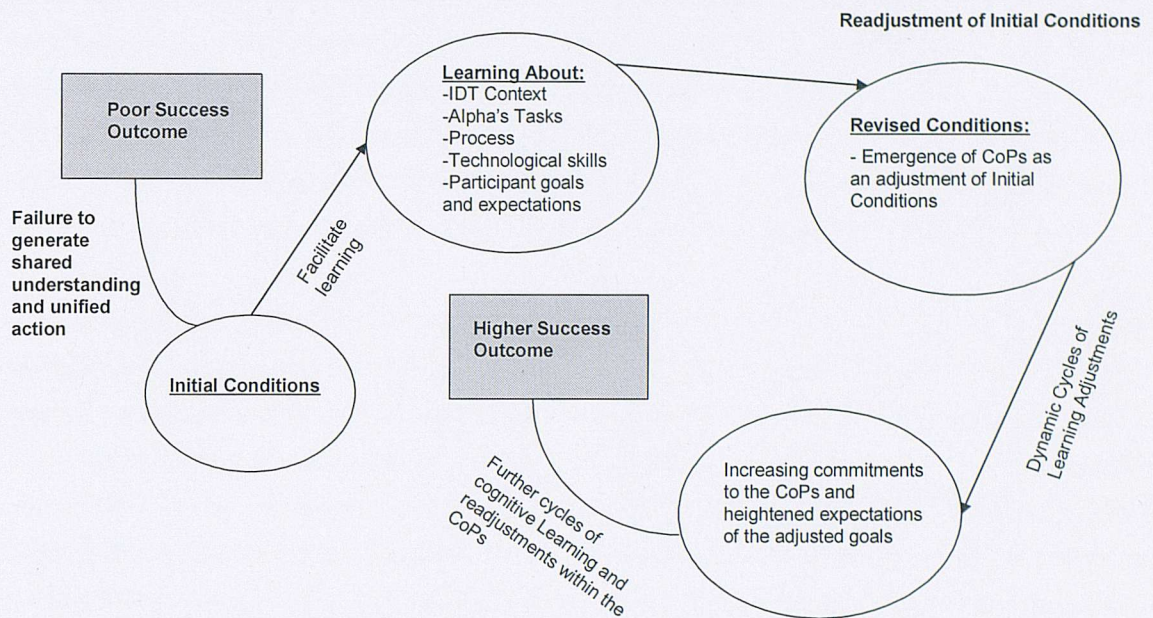 Readjustment of Initial Conditions
Poor Success
Outcome
Failure to
generate
shared
understanding
and unified
action
Initial Conditions
Facilitate
learning
Learning About:
-IDT Context
-Alpha's Tasks
-Process
-Technological skills
-Participant goals
and expectations
Revised Conditions:
- Emergence of CoPs as
an adjustment of Initial
Conditions
Dynamic Cycles of
Learning Adjustments
Increasing commitments
to the CoPs and
heightened expectations
of the adjusted goals
Further cycles of
cognitive Learning and
readjustments within the
CoPs
Higher Success
Outcome